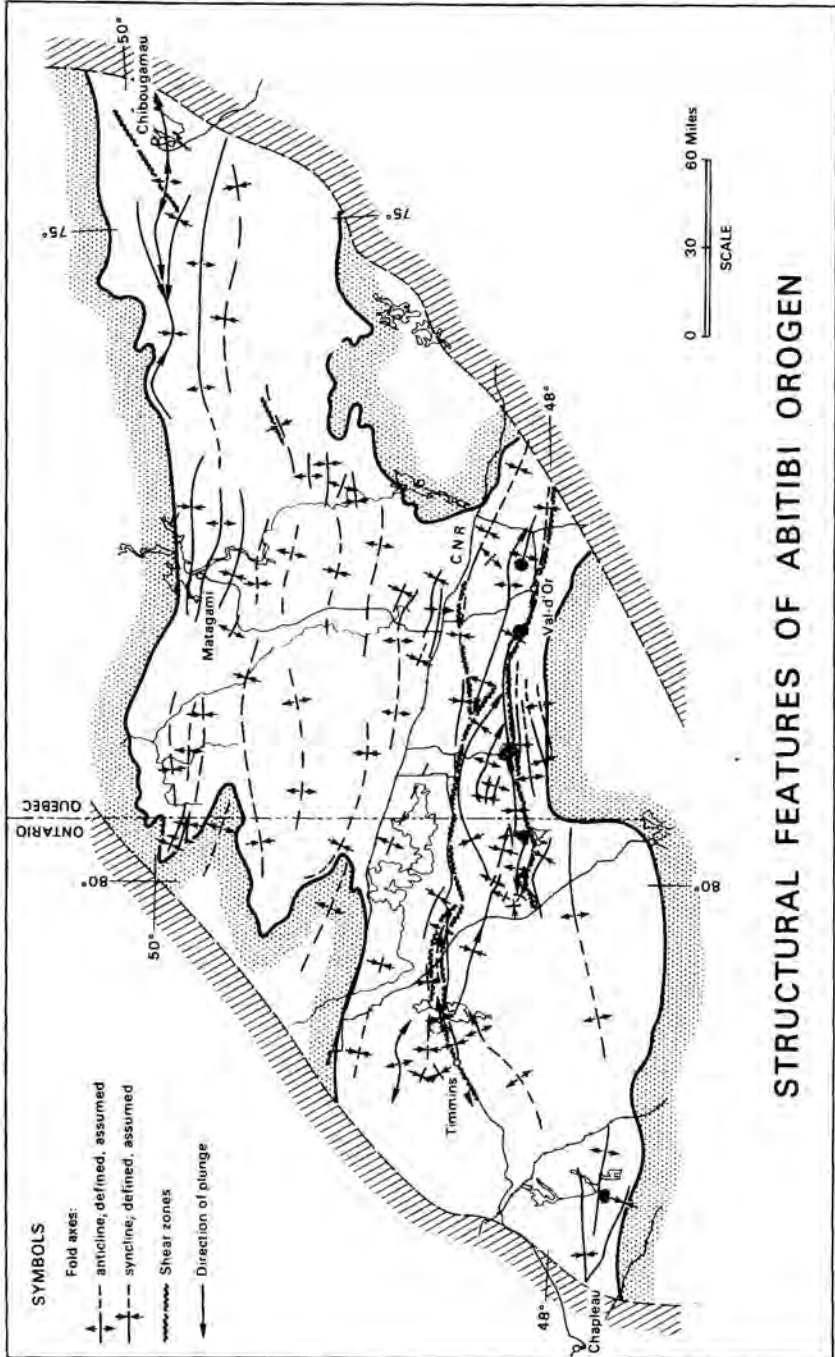 SYMBOLS
Fold axes:
anticline; defined, assumed
syncline; defined, assumed
Shear zones
Direction of plunge
ONTARIO
QUEBEC
50°
80°
75°
50°
Chibougamau
Matagami
75°
C.N.R.
48°
Val-d'Or
Timmins
80°
48°
Chapleau
0 30 60 Miles
SCALE
STRUCTURAL FEATURES OF ABITIBI OROGEN